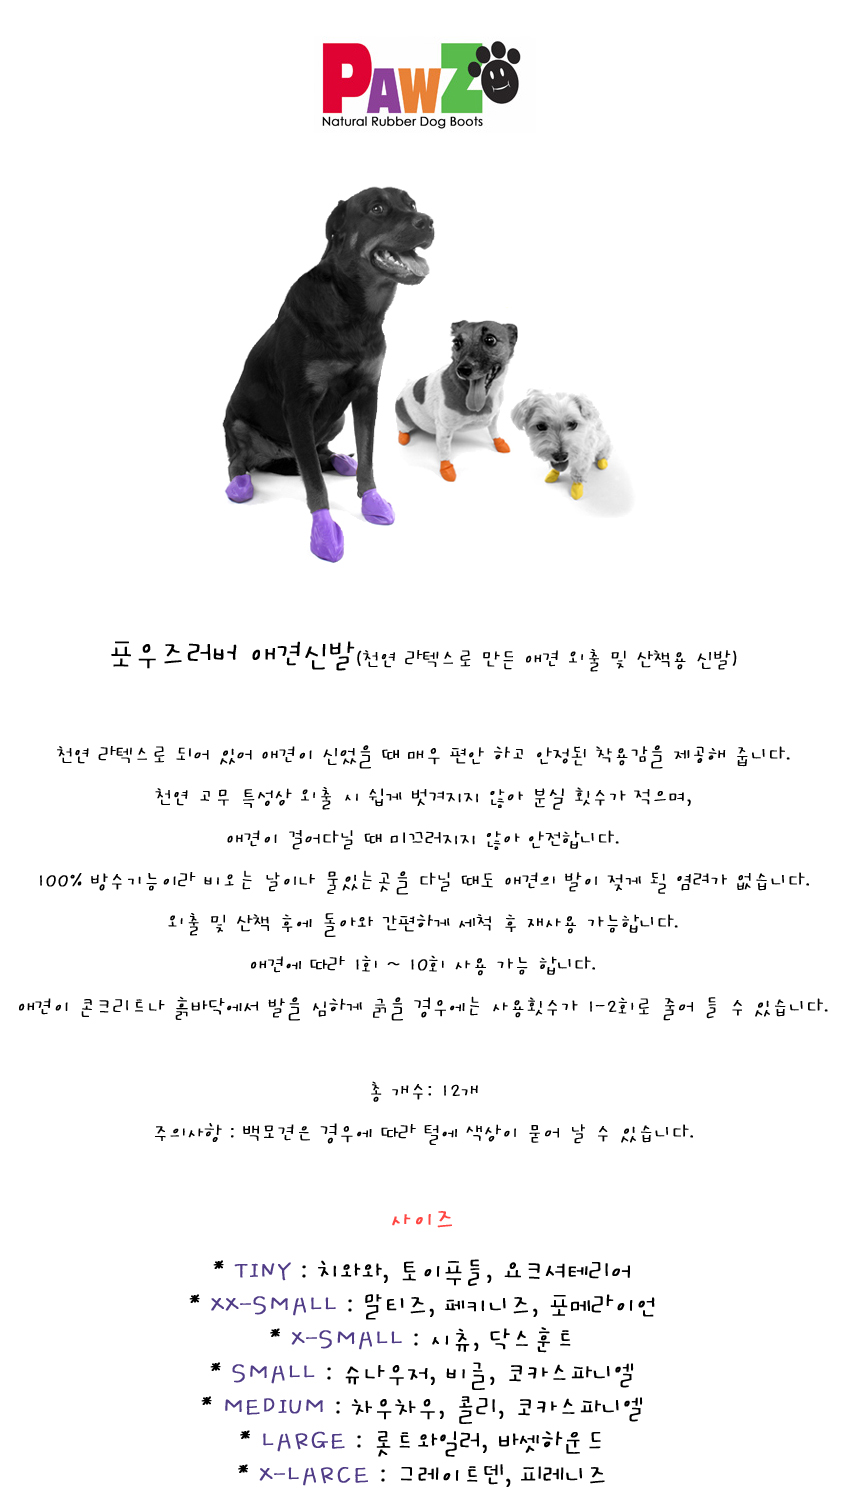 PAWZ
Natural Rubber Dog Boots
포우즈러버 애견신발(천연 라텍스로 만든 애견 외출 및 산책용 신발)
천연 라텍스로 되어 있어 애견이 신었을 때 매우 편안 하고 안정된 착용감을 제공해 줍니다.
천연 고무 특성상 외출 시 쉽게 벗겨지지 않아 분실 횟수가 적으며,
애견이 걸어다닐 때 미끄러지지 않아 안전합니다.
100% 방수기능이라 비오는 날이나 물있는곳을 다닐 때도 애견의 발이 젖게 될 염려가 없습니다.
외출 및 산책 후에 돌아와 간편하게 세척 후 재사용 가능합니다.
애견에 따라 1회 ~ 10회 사용 가능 합니다.
애견이 콘크리트나 흙바닥에서 발을 심하게 긁을 경우에는 사용횟수가 1-2회로 줄어 들 수 있습니다.
총 개수: 12개
주의사항 : 백모견은 경우에 따라 털에 색상이 묻어 날 수 있습니다.
사이즈
* TINY : 치와와, 토이푸들, 요크셔테리어
* XX-SMALL : 말티즈, 페키니즈, 포메라이언
* X-SMALL : 시츄, 닥스훈트
* SMALL : 슈나우저, 비글, 코카스파니엘
* MEDIUM : 차우차우, 콜리, 코카스파니엘
* LARGE : 롯트와일러, 바셋하운드
* X-LARCE : 그레이트덴, 피레니즈